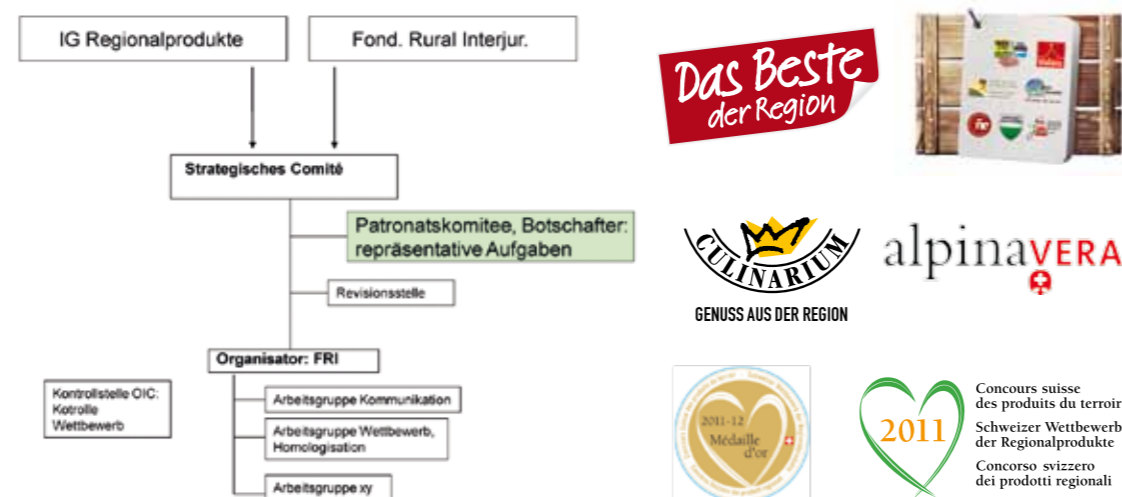 IG Regionalprodukte
Fond. Rural Interjur.
Strategisches Comité
Patronatskomitee, Botschafter:
repräsentative Aufgaben
Revisionsstelle
Organisator: FRI
Kontrollstelle OIC:
Kotrolle
Wettbewerb
Arbeitsgruppe Kommunikation
Arbeitsgruppe Wettbewerb,
Homologisation
Arbeitsgruppe xy
Das Beste
der Region
CULINARIUM
GENUSS AUS DER REGION
alpinaVERA
2011-12
Médaille
d'or
2011
Concours suisse
des produits du terroir
Schweizer Wettbewerb
der Regionalprodukte
Concorso svizzero
dei prodotti regionali